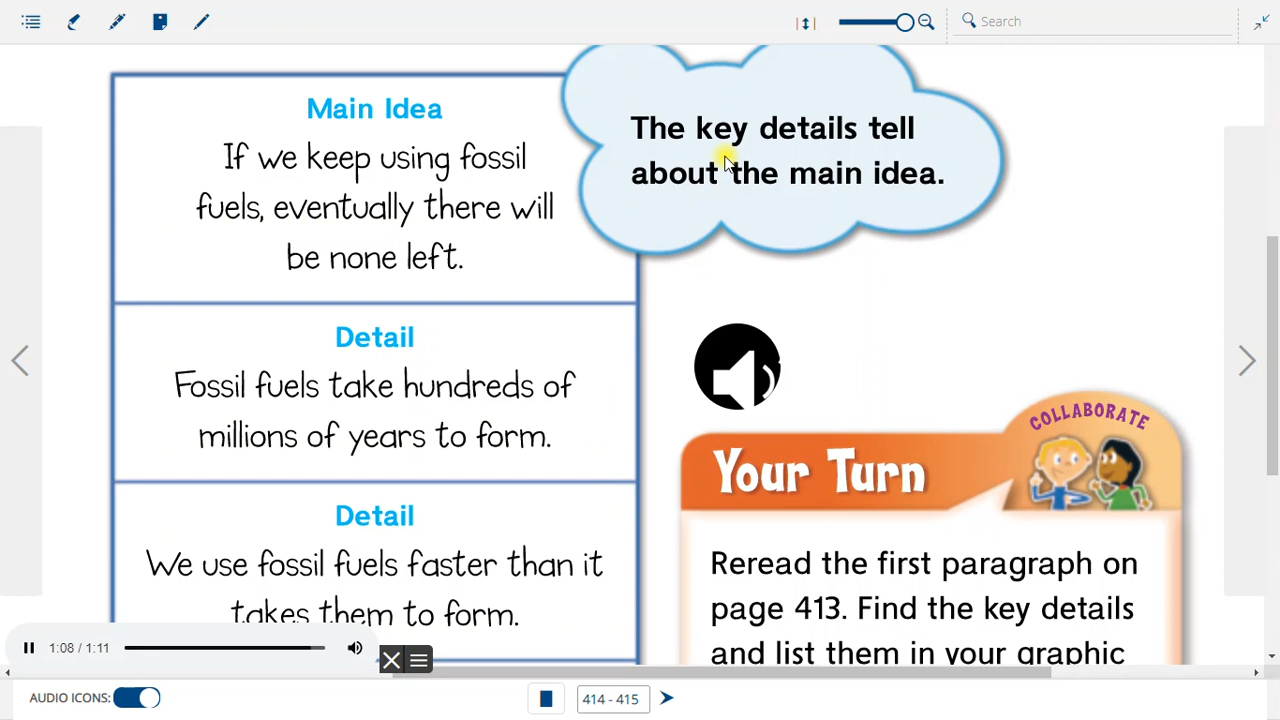 Search
Main Idea
If we keep using fossil
fuels, eventually there will
be none left.
The key details tell
about the main idea.
Detail
Fossil fuels take hundreds of
millions of years to form.
COLLABORATE
Your Turn
Detail
We use fossil fuels faster than it
takes them to form.
Reread the first paragraph on
page 413. Find the key details
and list them in your graphic
1:08 / 1:11
AUDIO ICONS:
414 - 415